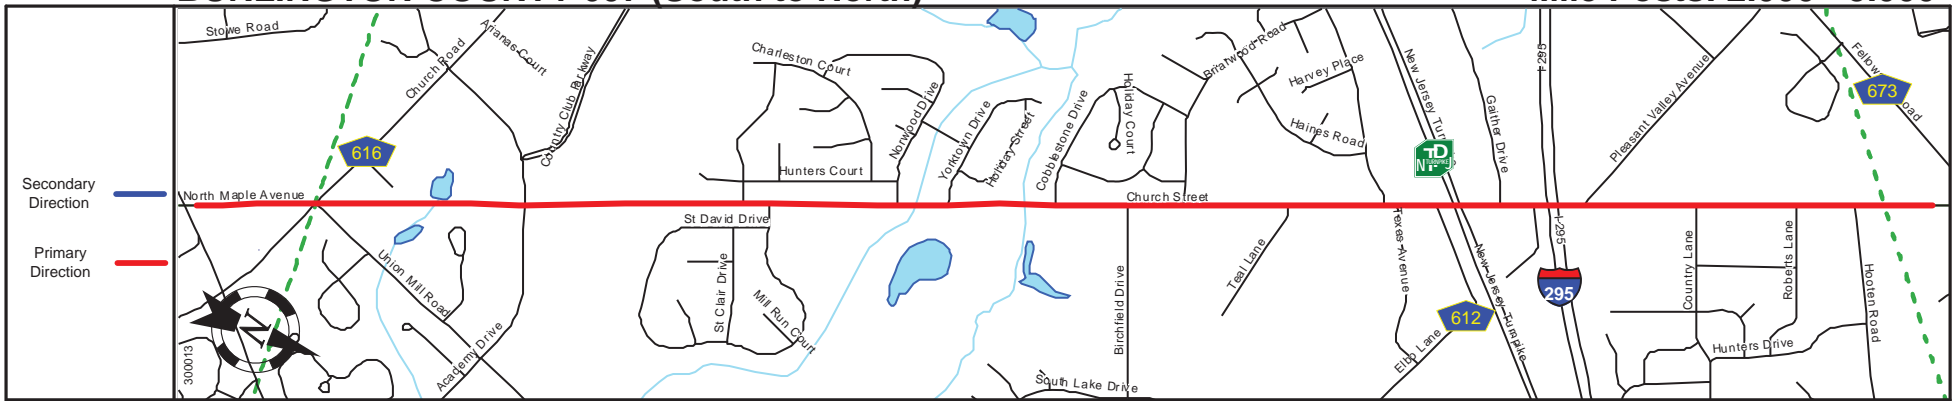 Secondary
Direction
Primary
Direction
Stowe Road
Church Road
Arianas Court
Country Club Parkway
616
North Maple Avenue
Union Mill Road
Academy Drive
N
300013
Charleston Court
Norwood Drive
Hunters Court
Yorktown Drive
Holiday Street
Cobblestone Drive
Holiday Court
Church Street
Briarwood Road
Harvey Place
Haines Road
St David Drive
St Clair Drive
Mill Run Court
Birchfield Drive
South Lake Drive
Teal Lane
Texas Avenue
Elbo Lane
612
New Jersey Turnpike
Gaither Drive
I-295
I-295
295
Pleasant Valley Avenue
673
Country Lane
Roberts Lane
Hunters Drive
Hooten Road